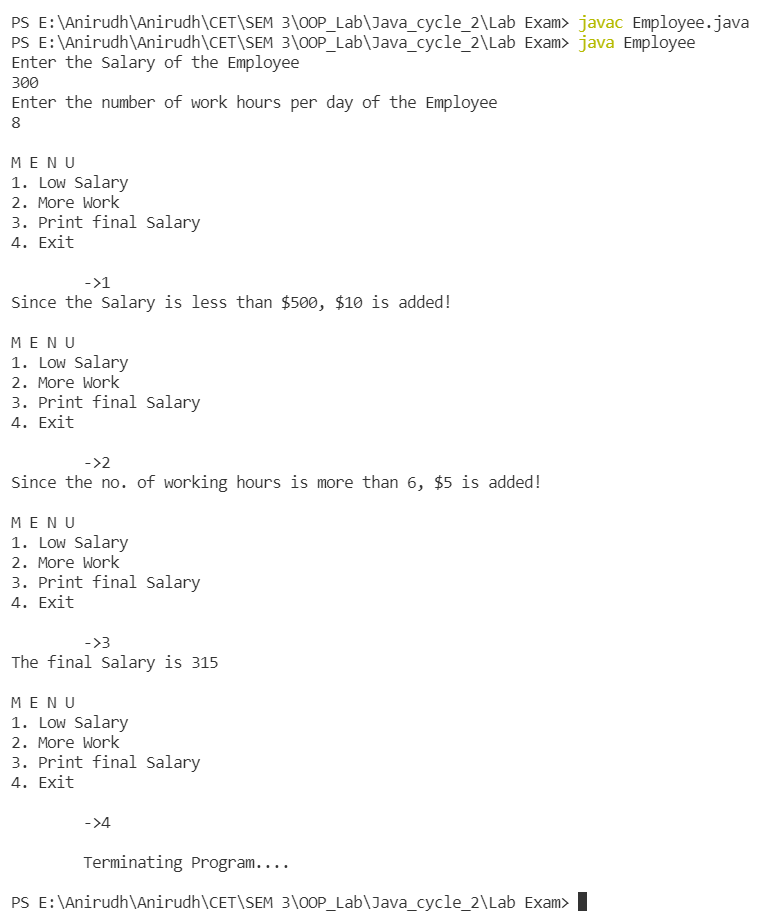 PS E:\Anirudh\Anirudh\CET\SEM 3\OOP_Lab\Java_cycle_2\Lab Exam> javac Employee.java
PS E:\Anirudh\Anirudh\CET\SEM 3\OOP_Lab\Java_cycle_2\Lab Exam> java Employee
Enter the Salary of the Employee
300
Enter the number of work hours per day of the Employee
8
M E N U
1. Low Salary
2. More Work
3. Print final Salary
4. Exit
->1
Since the Salary is less than $500, $10 is added!
M E N U
1. Low Salary
2. More Work
3. Print final Salary
4. Exit
->2
Since the no. of working hours is more than 6, $5 is added!
M E N U
1. Low Salary
2. More Work
3. Print final Salary
4. Exit
->3
The final Salary is 315
M E N U
1. Low Salary
2. More Work
3. Print final Salary
4. Exit
->4
Terminating Program....
PS E:\Anirudh\Anirudh\CET\SEM 3\OOP_Lab\Java_cycle_2\Lab Exam>